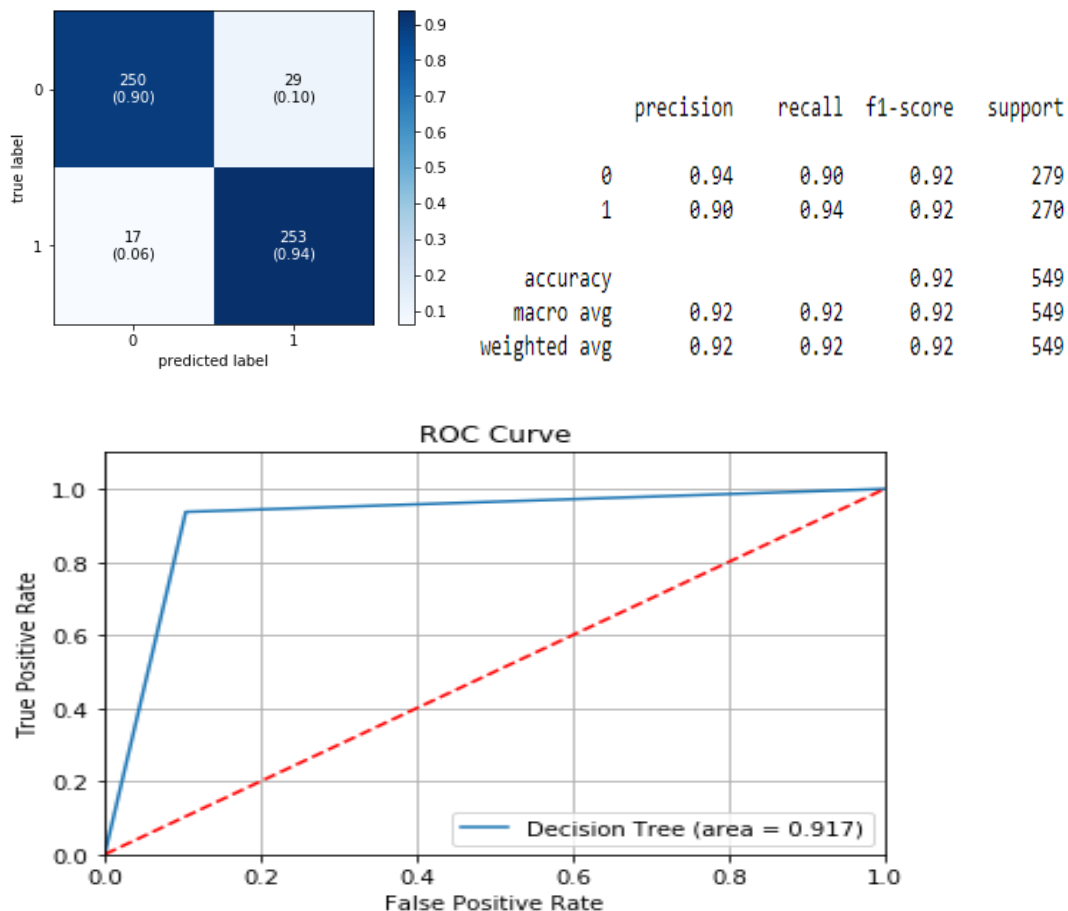 0.9
0.8
0.7
0.6
0.5
0.4
0.3
0.2
0.1
true label
0
250
(0.90)
29
(0.10)
1
17
(0.06)
253
(0.94)
0 1
predicted label
precision recall f1-score support
0 0.94 0.90 0.92 279
1 0.90 0.94 0.92 270
accuracy 0.92 549
macro avg 0.92 0.92 0.92 549
weighted avg 0.92 0.92 0.92 549
ROC Curve
True Positive Rate
1.0
0.8
0.6
0.4
0.2
0.0
Decision Tree (area = 0.917)
0.0 0.2 0.4 0.6 0.8 1.0
False Positive Rate